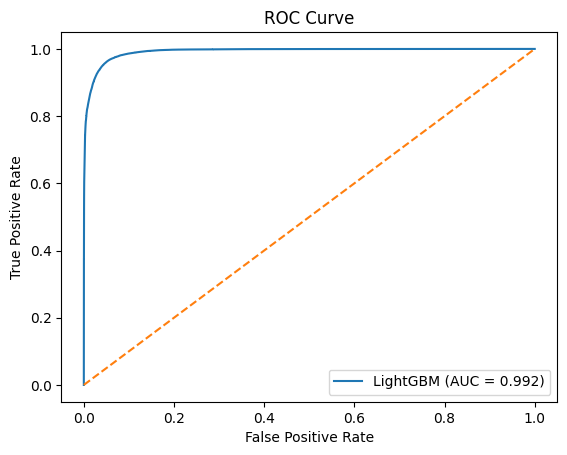 ROC Curve
True Positive Rate
1.0
0.8
0.6
0.4
0.2
0.0
LightGBM (AUC = 0.992)
0.0 0.2 0.4 0.6 0.8 1.0
False Positive Rate